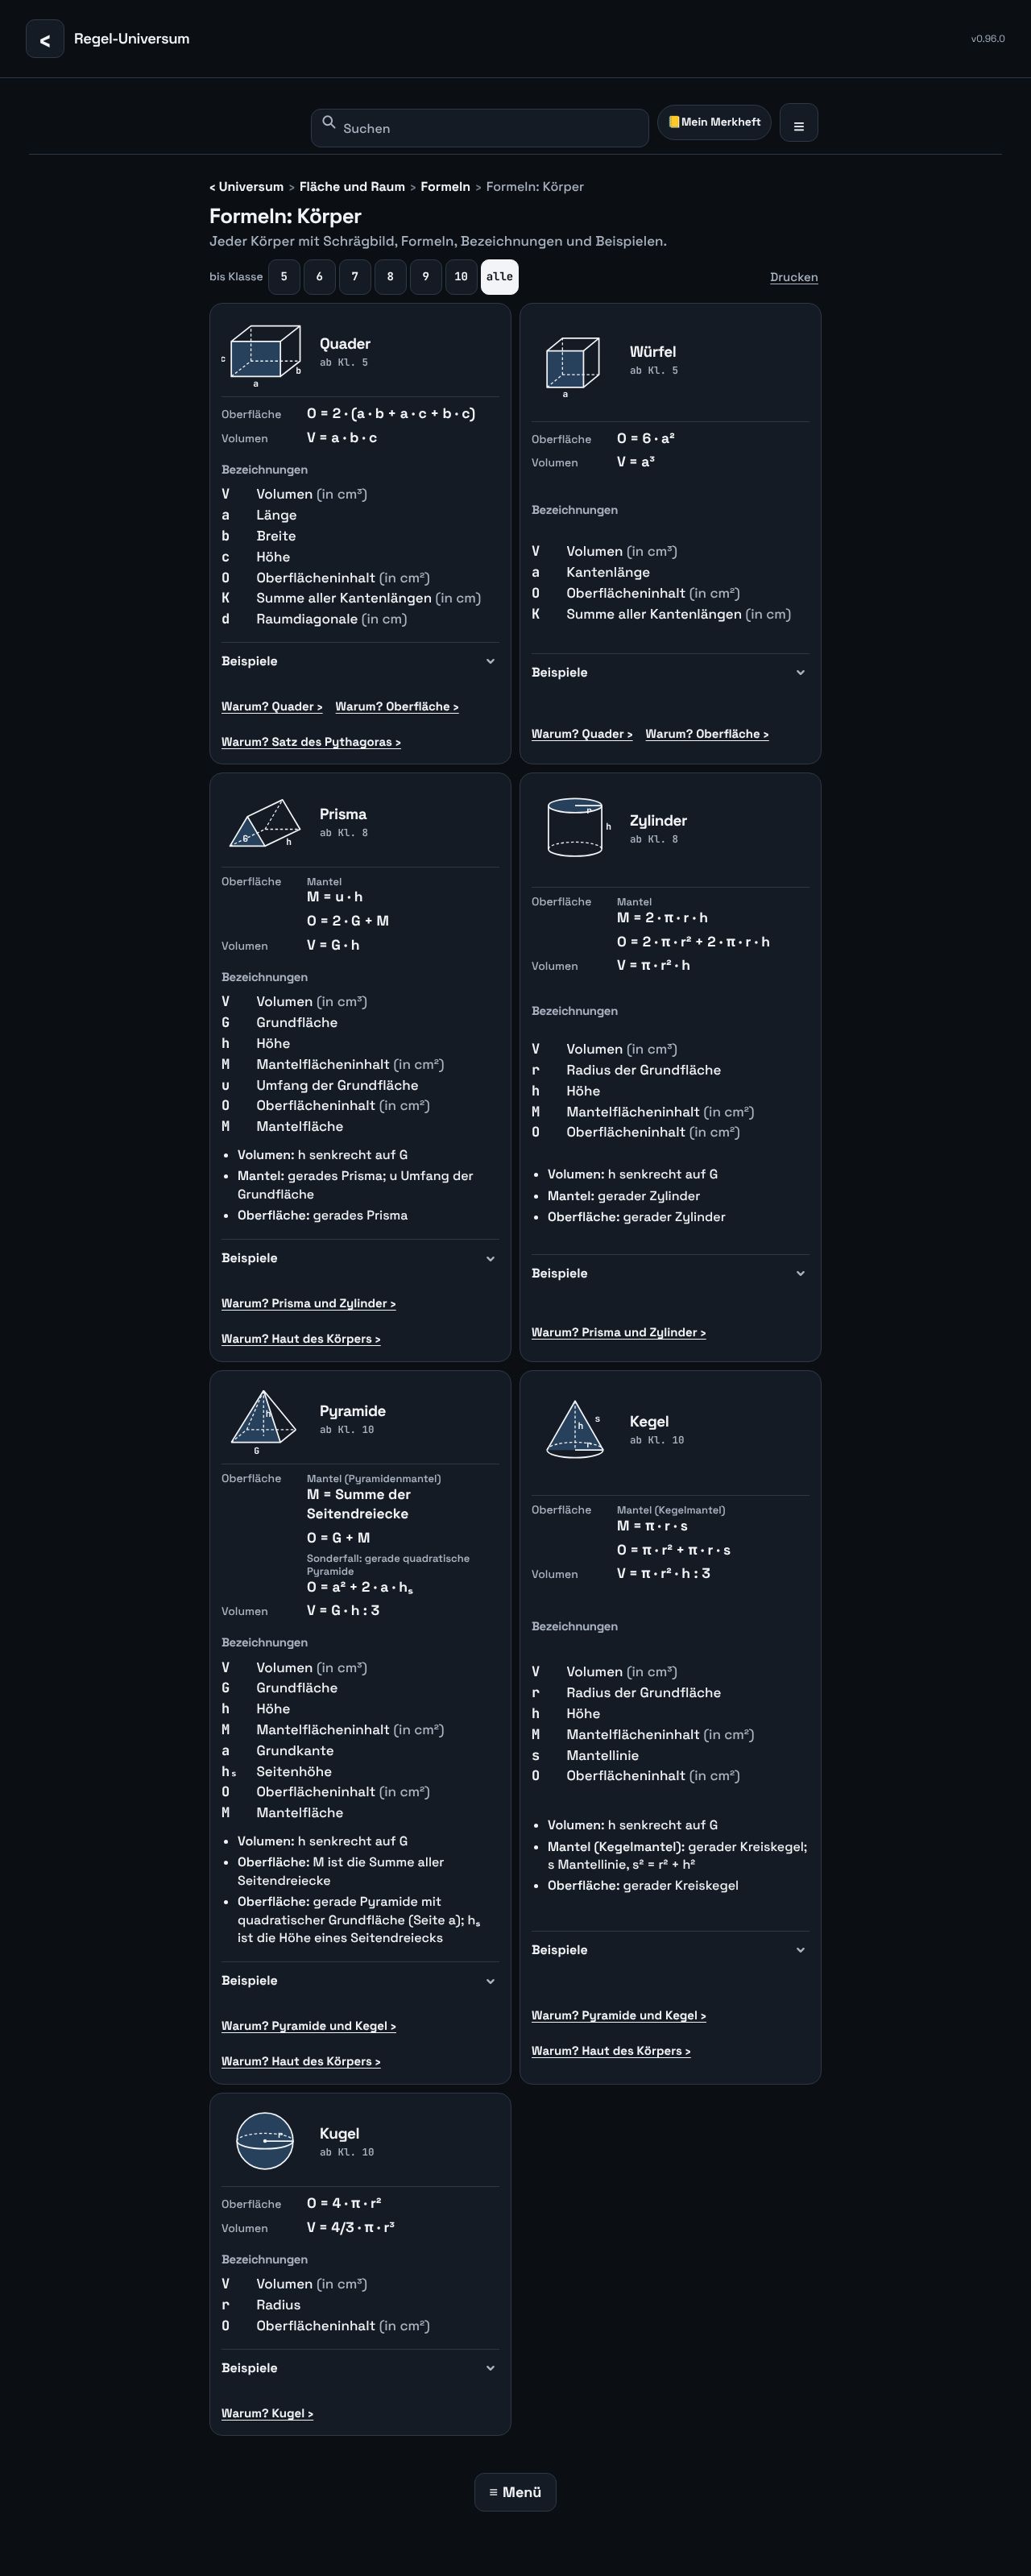 < Regel-Universum
v0.96.0
Suchen
Mein Merkheft
≡
< Universum > Fläche und Raum > Formeln > Formeln: Körper
Formeln: Körper
Jeder Körper mit Schrägbild, Formeln, Bezeichnungen und Beispielen.
bis Klasse 5 6 7 8 9 10 alle
Drucken
c
b
a
Quader
ab Kl. 5
Oberfläche O = 2 · (a · b + a · c + b · c)
Volumen V = a · b · c
Bezeichnungen
V Volumen (in cm³)
a Länge
b Breite
c Höhe
O Oberflächeninhalt (in cm²)
K Summe aller Kantenlängen (in cm)
d Raumdiagonale (in cm)
Beispiele
Warum? Quader > Warum? Oberfläche >
Warum? Satz des Pythagoras >
a
Würfel
ab Kl. 5
Oberfläche O = 6 · a²
Volumen V = a³
Bezeichnungen
V Volumen (in cm³)
a Kantenlänge
O Oberflächeninhalt (in cm²)
K Summe aller Kantenlängen (in cm)
Beispiele
Warum? Quader > Warum? Oberfläche >
G
h
Prisma
ab Kl. 8
Oberfläche Mantel
M = u · h
O = 2 · G + M
Volumen V = G · h
Bezeichnungen
V Volumen (in cm³)
G Grundfläche
h Höhe
M Mantelflächeninhalt (in cm²)
u Umfang der Grundfläche
O Oberflächeninhalt (in cm²)
M Mantelfläche
• Volumen: h senkrecht auf G
• Mantel: gerades Prisma; u Umfang der
Grundfläche
• Oberfläche: gerades Prisma
Beispiele
Warum? Prisma und Zylinder >
Warum? Haut des Körpers >
r
h
Zylinder
ab Kl. 8
Oberfläche Mantel
M = 2 · π · r · h
O = 2 · π · r² + 2 · π · r · h
Volumen V = π · r² · h
Bezeichnungen
V Volumen (in cm³)
r Radius der Grundfläche
h Höhe
M Mantelflächeninhalt (in cm²)
O Oberflächeninhalt (in cm²)
• Volumen: h senkrecht auf G
• Mantel: gerader Zylinder
• Oberfläche: gerader Zylinder
Beispiele
Warum? Prisma und Zylinder >
h
G
Pyramide
ab Kl. 10
Oberfläche Mantel (Pyramidenmantel)
M = Summe der
Seitendreiecke
O = G + M
Sonderfall: gerade quadratische
Pyramide
O = a² + 2 · a · hₛ
Volumen V = G · h : 3
Bezeichnungen
V Volumen (in cm³)
G Grundfläche
h Höhe
M Mantelflächeninhalt (in cm²)
a Grundkante
hₛ Seitenhöhe
O Oberflächeninhalt (in cm²)
M Mantelfläche
• Volumen: h senkrecht auf G
• Oberfläche: M ist die Summe aller
Seitendreiecke
• Oberfläche: gerade Pyramide mit
quadratischer Grundfläche (Seite a); hₛ
ist die Höhe eines Seitendreiecks
Beispiele
Warum? Pyramide und Kegel >
Warum? Haut des Körpers >
s
h
r
Kegel
ab Kl. 10
Oberfläche Mantel (Kegelmantel)
M = π · r · s
O = π · r² + π · r · s
Volumen V = π · r² · h : 3
Bezeichnungen
V Volumen (in cm³)
r Radius der Grundfläche
h Höhe
M Mantelflächeninhalt (in cm²)
s Mantellinie
O Oberflächeninhalt (in cm²)
• Volumen: h senkrecht auf G
• Mantel (Kegelmantel): gerader Kreiskegel;
s Mantellinie, s² = r² + h²
• Oberfläche: gerader Kreiskegel
Beispiele
Warum? Pyramide und Kegel >
Warum? Haut des Körpers >
r
Kugel
ab Kl. 10
Oberfläche O = 4 · π · r²
Volumen V = 4/3 · π · r³
Bezeichnungen
V Volumen (in cm³)
r Radius
O Oberflächeninhalt (in cm²)
Beispiele
Warum? Kugel >
≡ Menü